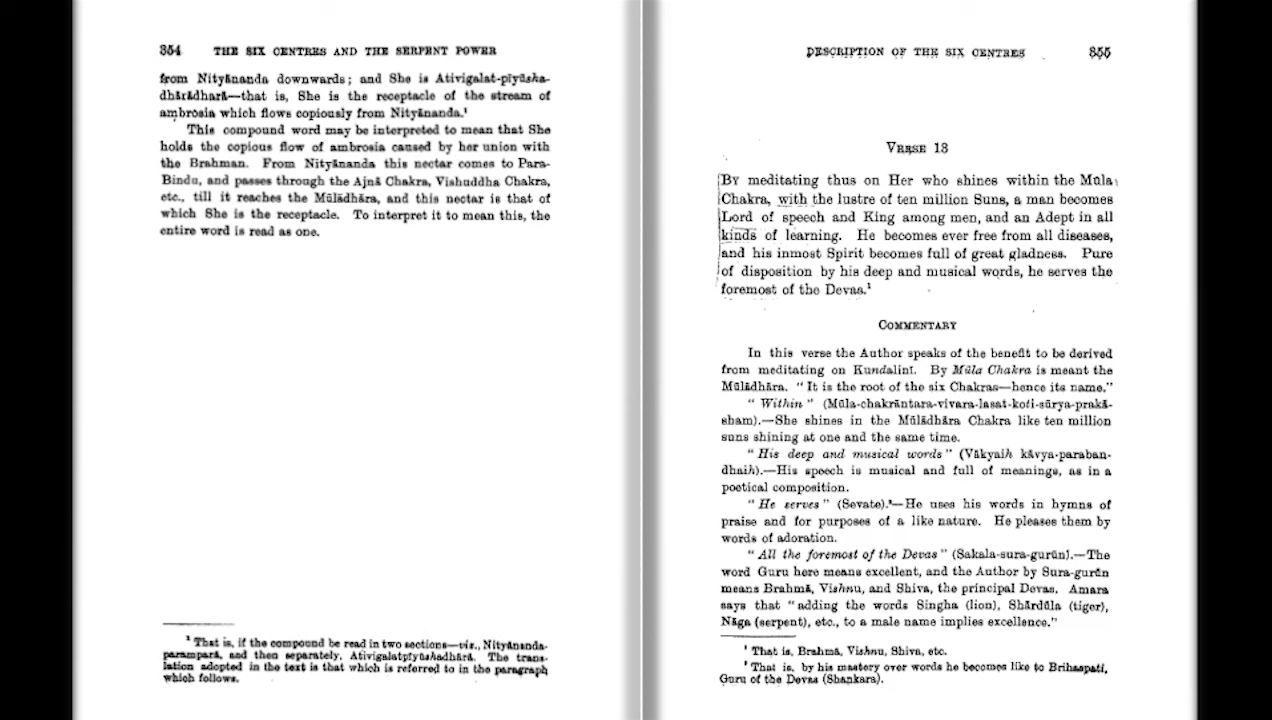 354 THE SIX CENTRES AND THE SERPENT POWER
from Nityānanda downwards; and She is Ativigalat-pīyūsha-
dhārādharā—that is, She is the receptacle of the stream of
ambrosia which flows copiously from Nityānanda.¹
This compound word may be interpreted to mean that She
holds the copious flow of ambrosia caused by her union with
the Brahman. From Nityānanda this nectar comes to Para-
Bindu, and passes through the Ajnā Chakra, Vishuddha Chakra,
etc., till it reaches the Mūlādhāra, and this nectar is that of
which She is the receptacle. To interpret it to mean this, the
entire word is read as one.
¹ That is, if the compound be read in two sections—viz., Nityānanda-
paramparā, and then separately, Ativigalatpīyūshadhārā. The trans-
lation adopted in the text is that which is referred to in the paragraph
which follows.
DESCRIPTION OF THE SIX CENTRES 355
VERSE 13
BY meditating thus on Her who shines within the Mūla
Chakra, with the lustre of ten million Suns, a man becomes
Lord of speech and King among men, and an Adept in all
kinds of learning. He becomes ever free from all diseases,
and his inmost Spirit becomes full of great gladness. Pure
of disposition by his deep and musical words, he serves the
foremost of the Devas.¹
COMMENTARY
In this verse the Author speaks of the benefit to be derived
from meditating on Kundalinī. By Mūla Chakra is meant the
Mūlādhāra. "It is the root of the six Chakras—hence its name."
"Within" (Mūla-chakrāntara-vivara-lasat-koti-sūrya-prakā-
sham).—She shines in the Mūlādhāra Chakra like ten million
suns shining at one and the same time.
"His deep and musical words" (Vākyaih kāvya-paraban-
dhaih).—His speech is musical and full of meanings, as in a
poetical composition.
"He serves" (Sevate).²—He uses his words in hymns of
praise and for purposes of a like nature. He pleases them by
words of adoration.
"All the foremost of the Devas" (Sakala-sura-gurūn).—The
word Guru here means excellent, and the Author by Sura-gurūn
means Brahmā, Vishnu, and Shiva, the principal Devas. Amara
says that "adding the words Singha (lion), Shārdūla (tiger),
Nāga (serpent), etc., to a male name implies excellence."
¹ That is, Brahmā, Vishnu, Shiva, etc.
² That is, by his mastery over words he becomes like to Brihaspati,
Guru of the Devas (Shankara).